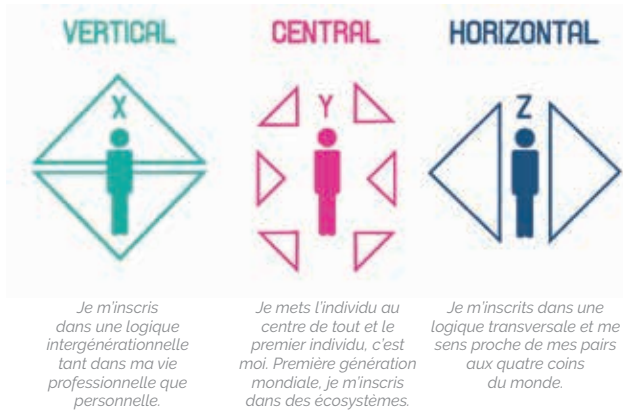 VERTICAL
CENTRAL
HORIZONTAL
X
Y
Z
Je m'inscris
dans une logique
intergénérationnelle
tant dans ma vie
professionnelle que
personnelle.
Je mets l'individu au
centre de tout et le
premier individu, c'est
moi. Première génération
mondiale, je m'inscris
dans des écosystèmes.
Je m'inscrits dans une
logique transversale et me
sens proche de mes pairs
aux quatre coins
du monde.